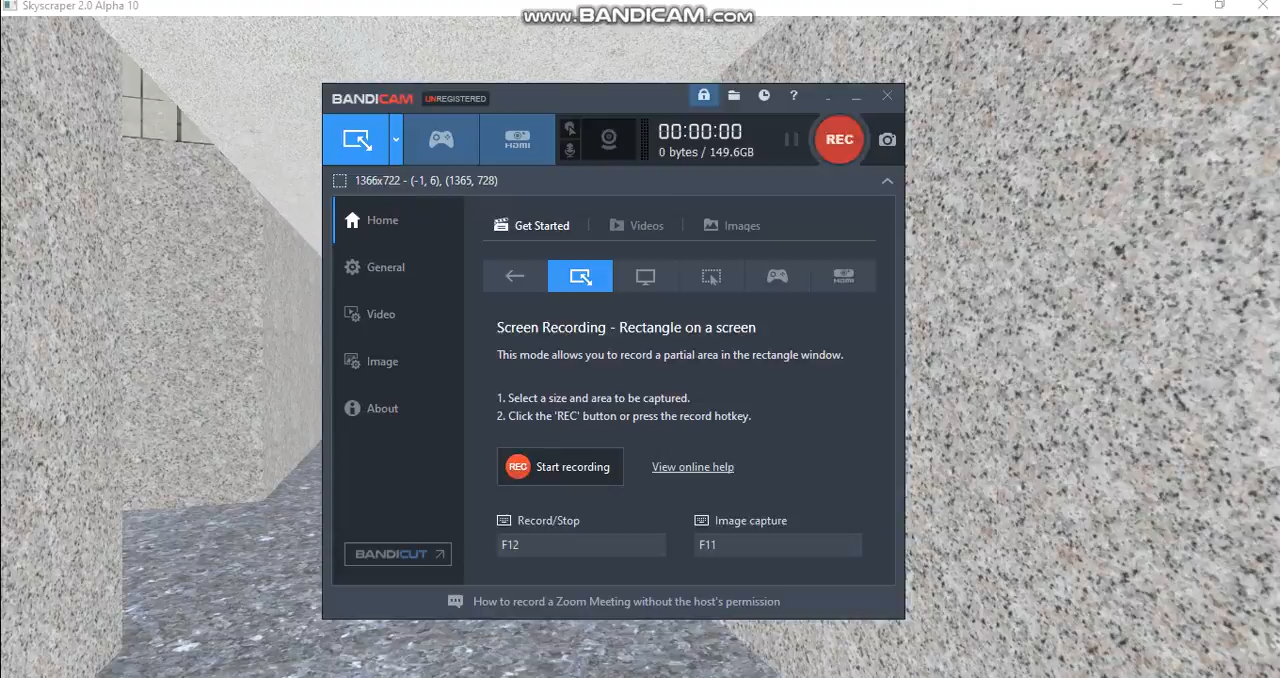 Skyscraper 2.0 Alpha 10
www.BANDICAM.com
BANDICAM UNREGISTERED
?
HDMI
00:00:00
0 bytes / 149.6GB
REC
1366x722 - (-1, 6), (1365, 728)
Home
General
Video
Image
About
BANDICUT
Get Started
Videos
Images
HDMI
Screen Recording - Rectangle on a screen
This mode allows you to record a partial area in the rectangle window.
1. Select a size and area to be captured.
2. Click the 'REC' button or press the record hotkey.
REC Start recording
View online help
Record/Stop
Image capture
F12
F11
How to record a Zoom Meeting without the host's permission